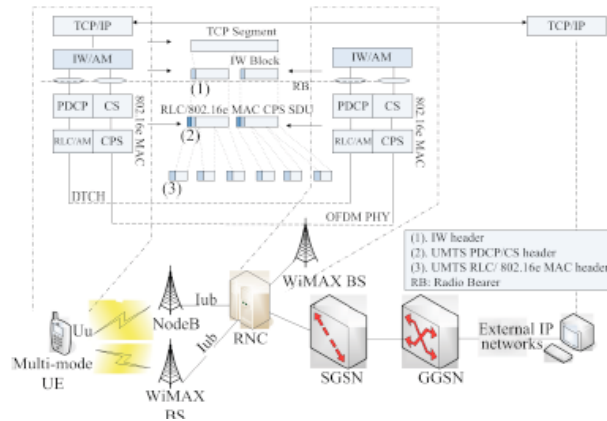 TCP/IP
TCP Segment
TCP/IP
IW/AM
IW Block
IW/AM
(1)
RB
PDCP
CS
802.16e MAC
RLC/802.16e MAC CPS SDU
PDCP
CS
802.16e MAC
(2)
RLC/AM
CPS
RLC/AM
CPS
(3)
DTCH
OFDM PHY
(1). IW header
(2). UMTS PDCP/CS header
(3). UMTS RLC/ 802.16e MAC header
RB: Radio Bearer
WiMAX BS
Iub
NodeB
Uu
Iub
RNC
External IP
networks
Multi-mode
UE
SGSN
GGSN
WiMAX
BS